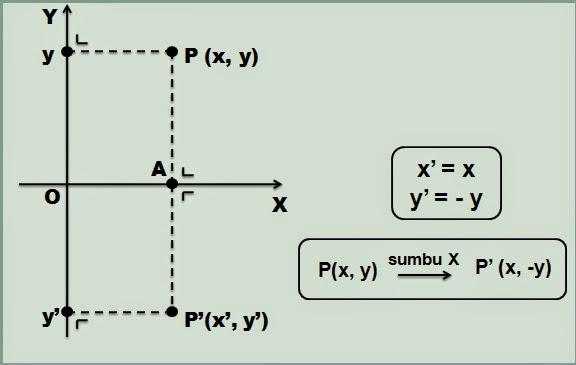 Y
y
P (x, y)
A
O
X
y’
P’(x’, y’)
x’ = x
y’ = - y
P(x, y) sumbu X P’ (x, -y)